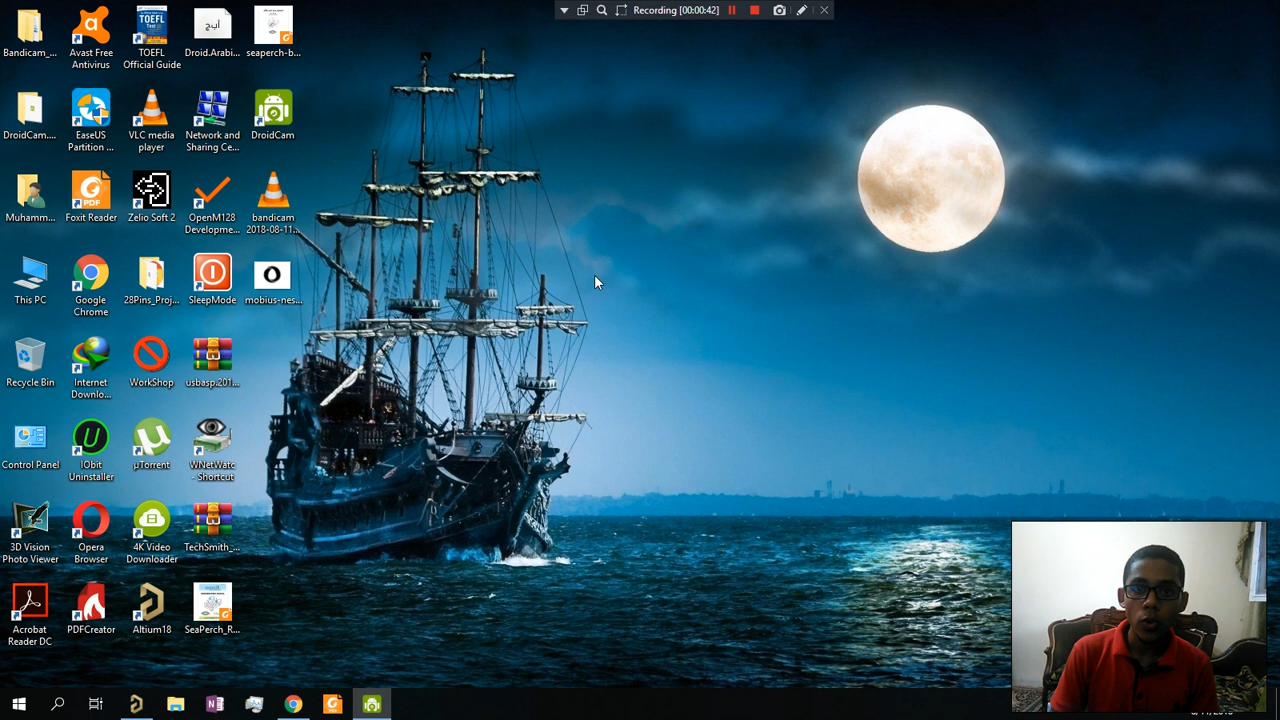 Recording [00:00:42]
Bandicam_...
Avast Free
Antivirus
TOEFL
Official Guide
Droid.Arabi...
seaperch-b...
DroidCam....
EaseUS
Partition ...
VLC media
player
Network and
Sharing Ce...
DroidCam
Muhamm...
Foxit Reader
Zelio Soft 2
OpenM128
Developme...
bandicam
2018-08-11...
This PC
Google
Chrome
28Pins_Proj...
SleepMode
mobius-nes...
Recycle Bin
Internet
Downlo...
WorkShop
usbasp.201...
Control Panel
IObit
Uninstaller
µTorrent
WNetWatc
- Shortcut
3D Vision
Photo Viewer
Opera
Browser
4K Video
Downloader
TechSmith_...
Acrobat
Reader DC
PDFCreator
Altium18
SeaPerch_R...